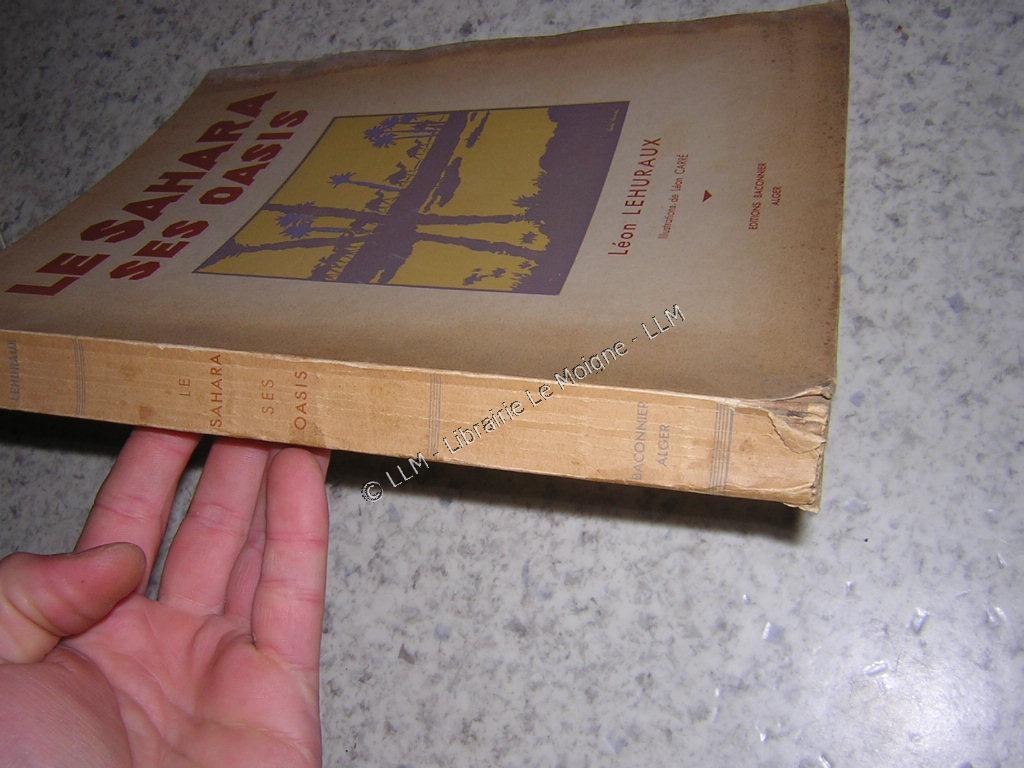 LE SAHARA
SES OASIS
Léon LEHURAUX
Illustrations de Léon CARRÉ
EDITIONS BACONNIER
ALGER
LEHURAUX
LE
SAHARA
SES
OASIS
BACONNIER
ALGER
© LLM - Librairie Le Moigne - LLM